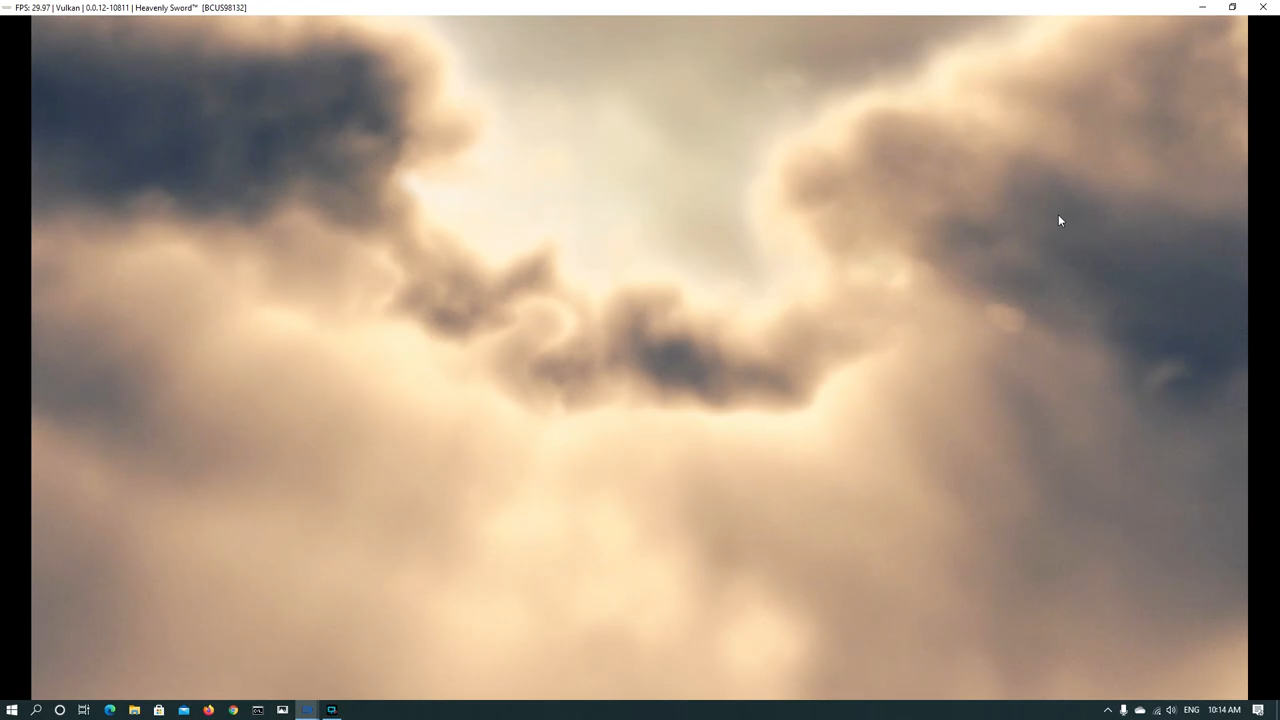 FPS: 29.97 | Vulkan | 0.0.12-10811 | Heavenly Sword™ [BCUS98132]
ENG
10:14 AM